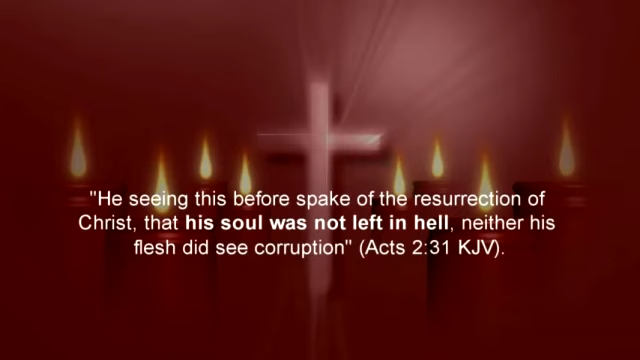 "He seeing this before spake of the resurrection of
Christ, that his soul was not left in hell, neither his
flesh did see corruption" (Acts 2:31 KJV).